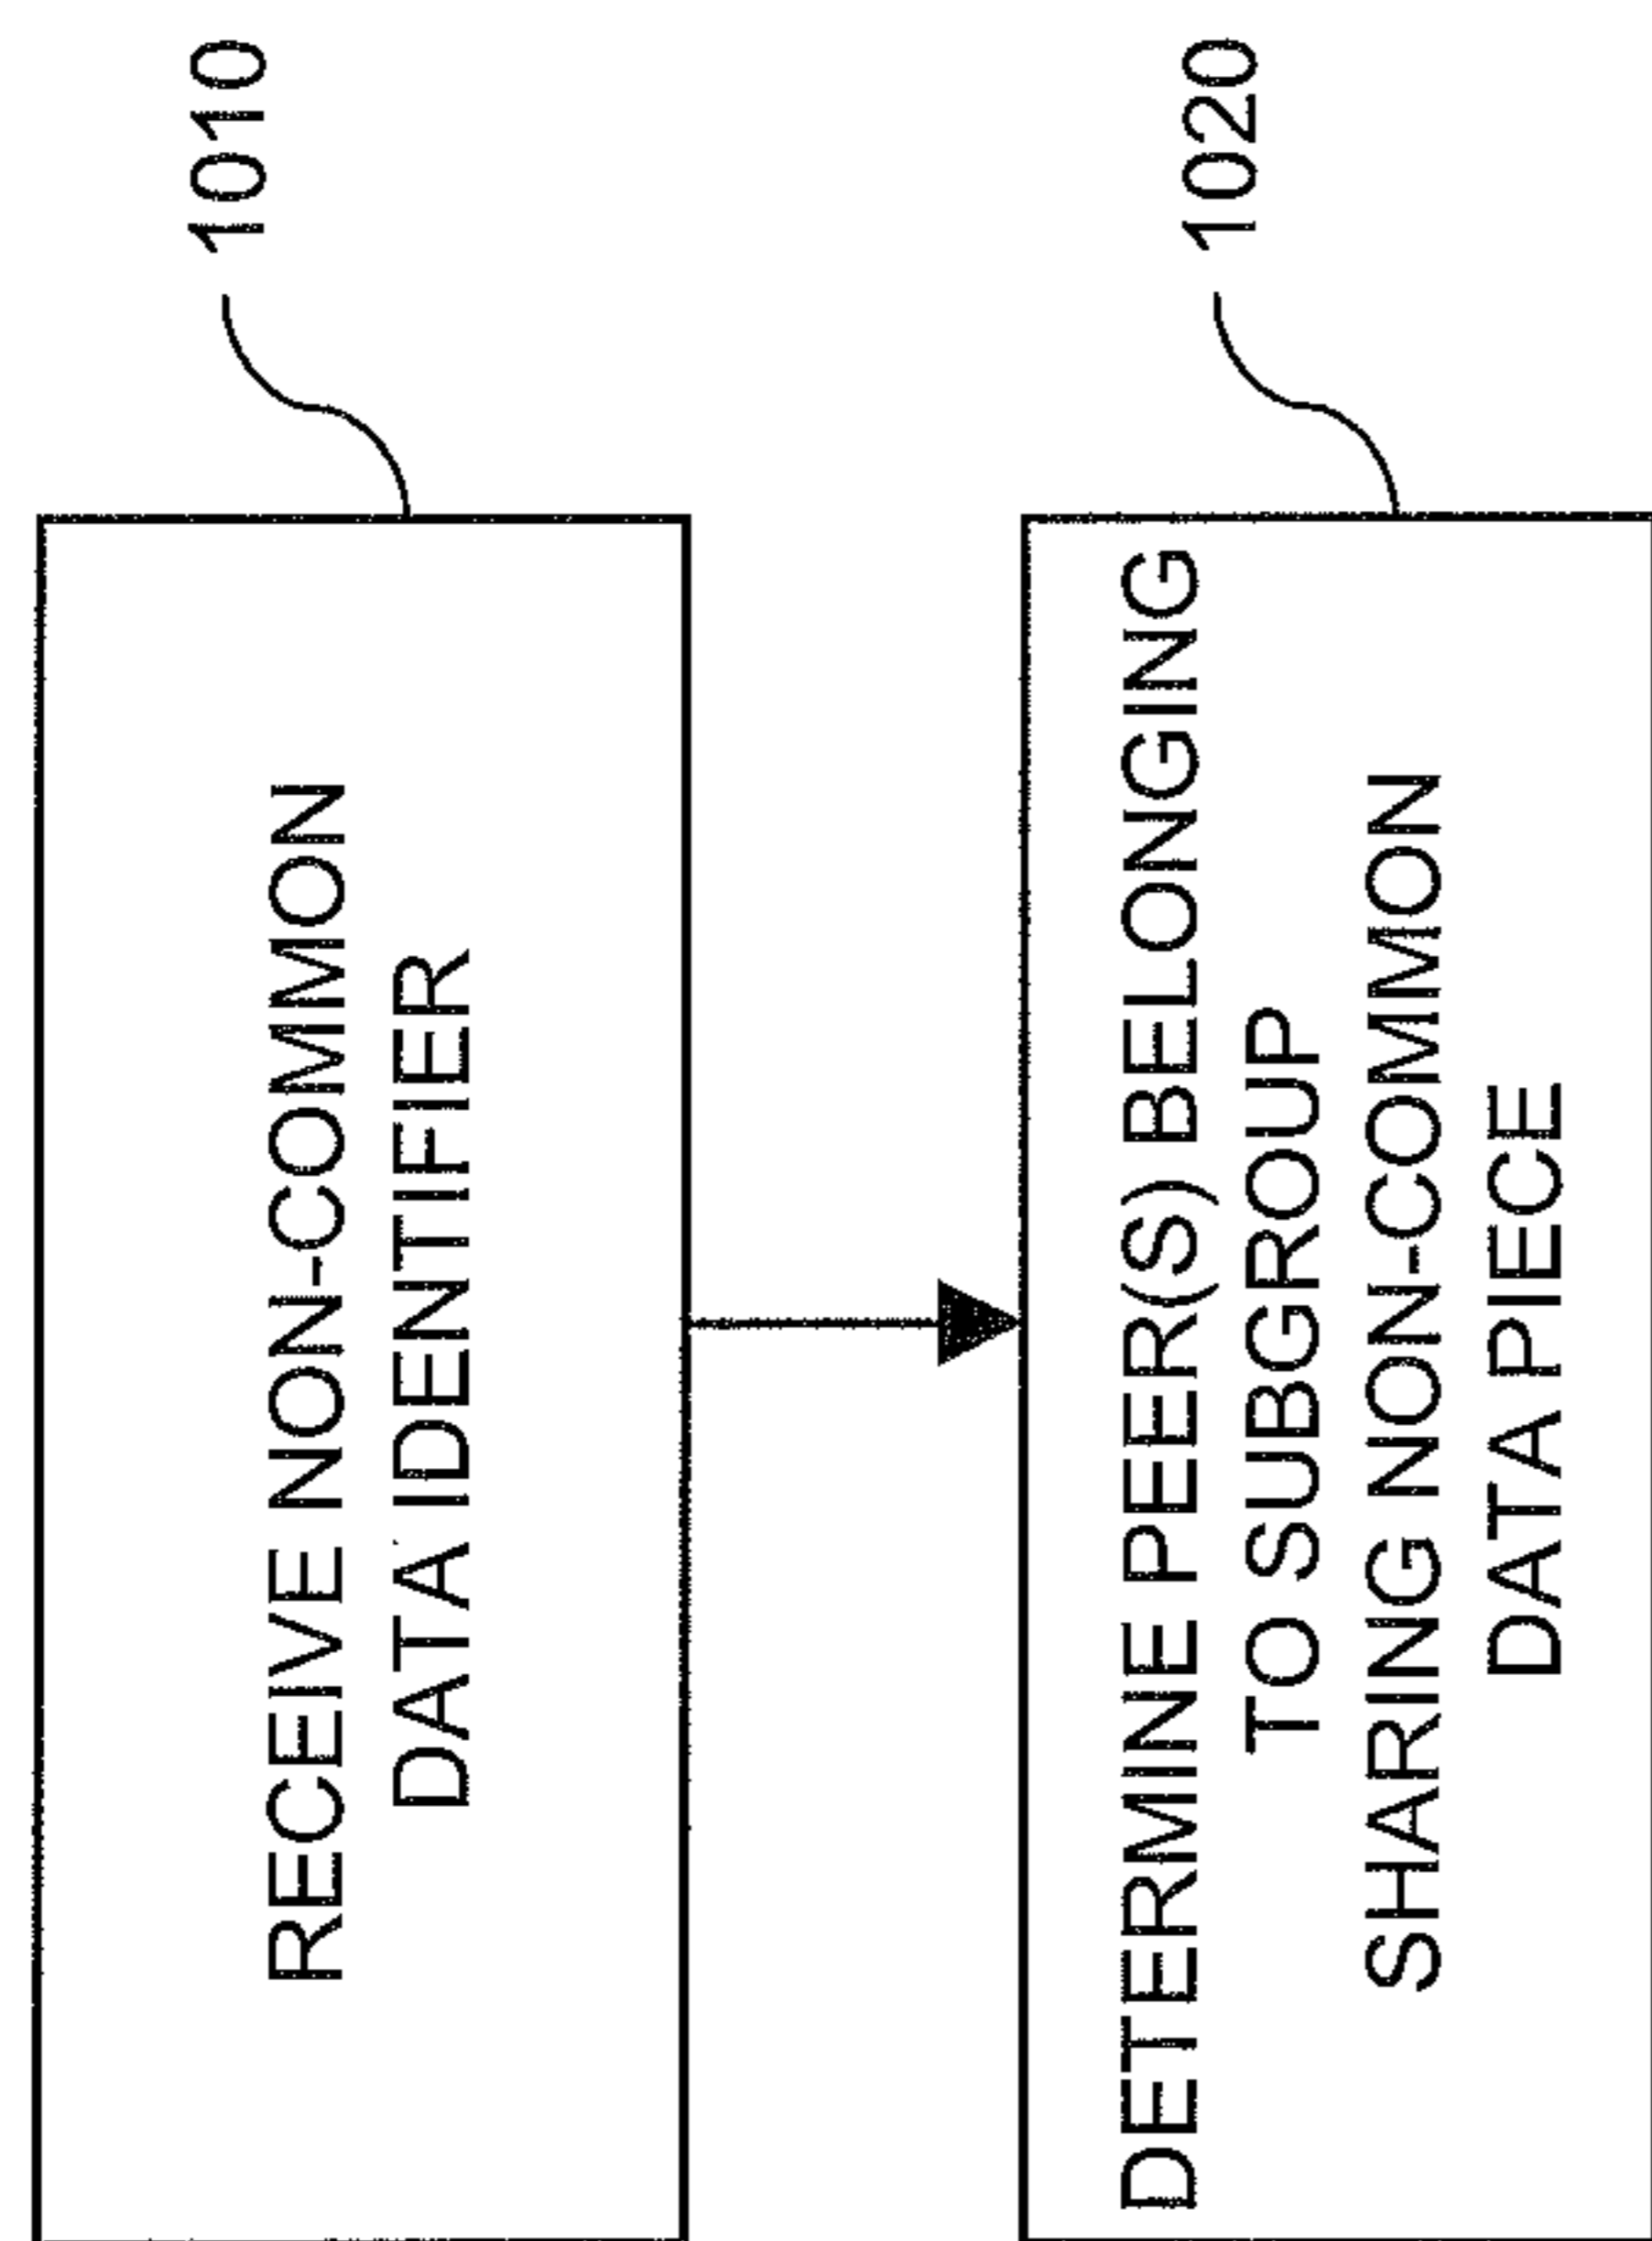 RECEIVE NON-COMMON
DATA IDENTIFIER
1010
DETERMINE PEER(S) BELONGING
TO SUBGROUP
SHARING NON-COMMON
DATA PIECE
1020